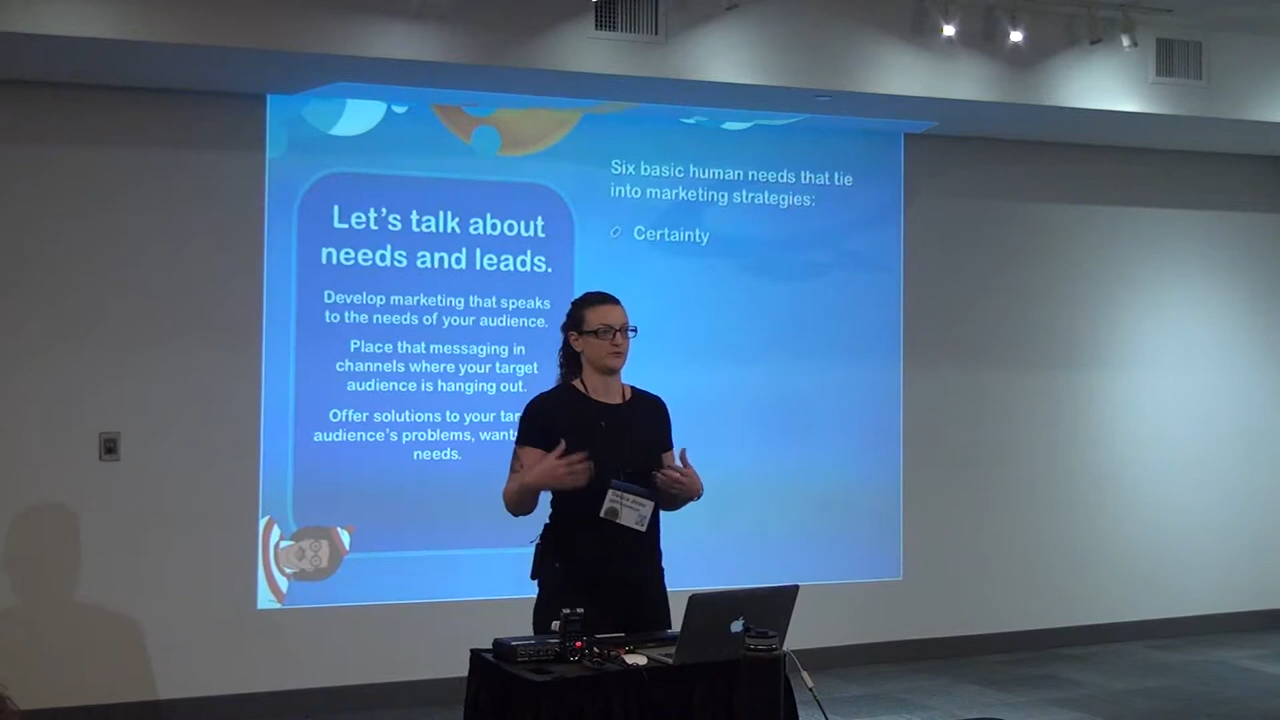 Let's talk about
needs and leads.
Develop marketing that speaks
to the needs of your audience.
Place that messaging in
channels where your target
audience is hanging out.
Offer solutions to your tar
audience's problems, want
needs.
Six basic human needs that tie
into marketing strategies:
Certainty